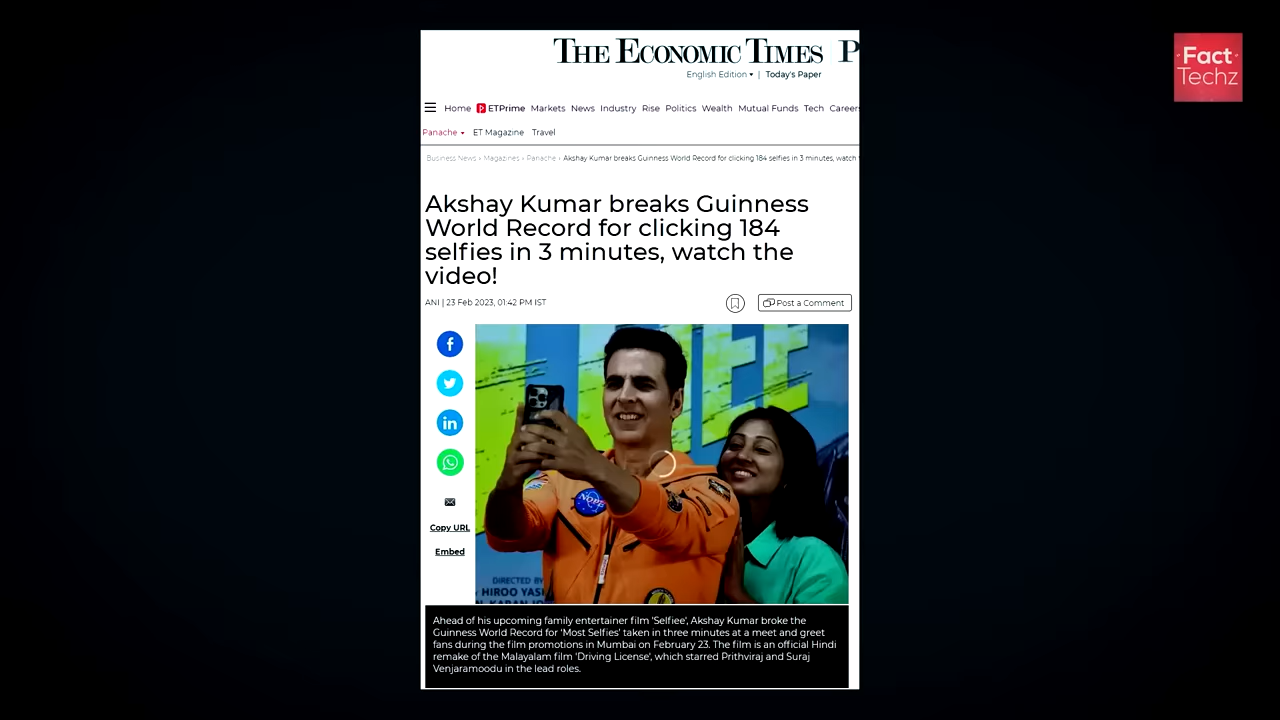 THE ECONOMIC TIMES P
Fact
Techz
English Edition | Today's Paper
Home ETPrime Markets News Industry Rise Politics Wealth Mutual Funds Tech Careers
Panache ET Magazine Travel
Business News › Magazines › Panache › Akshay Kumar breaks Guinness World Record for clicking 184 selfies in 3 minutes, watch
Akshay Kumar breaks Guinness
World Record for clicking 184
selfies in 3 minutes, watch the
video!
ANI | 23 Feb 2023, 01:42 PM IST
Post a Comment
Copy URL
Embed
NOPE
DIRECTED BY
HIROO YASH
KARAN JO
Ahead of his upcoming family entertainer film 'Selfiee', Akshay Kumar broke the
Guinness World Record for 'Most Selfies' taken in three minutes at a meet and greet
fans during the film promotions in Mumbai on February 23. The film is an official Hindi
remake of the Malayalam film 'Driving License', which starred Prithviraj and Suraj
Venjaramoodu in the lead roles.